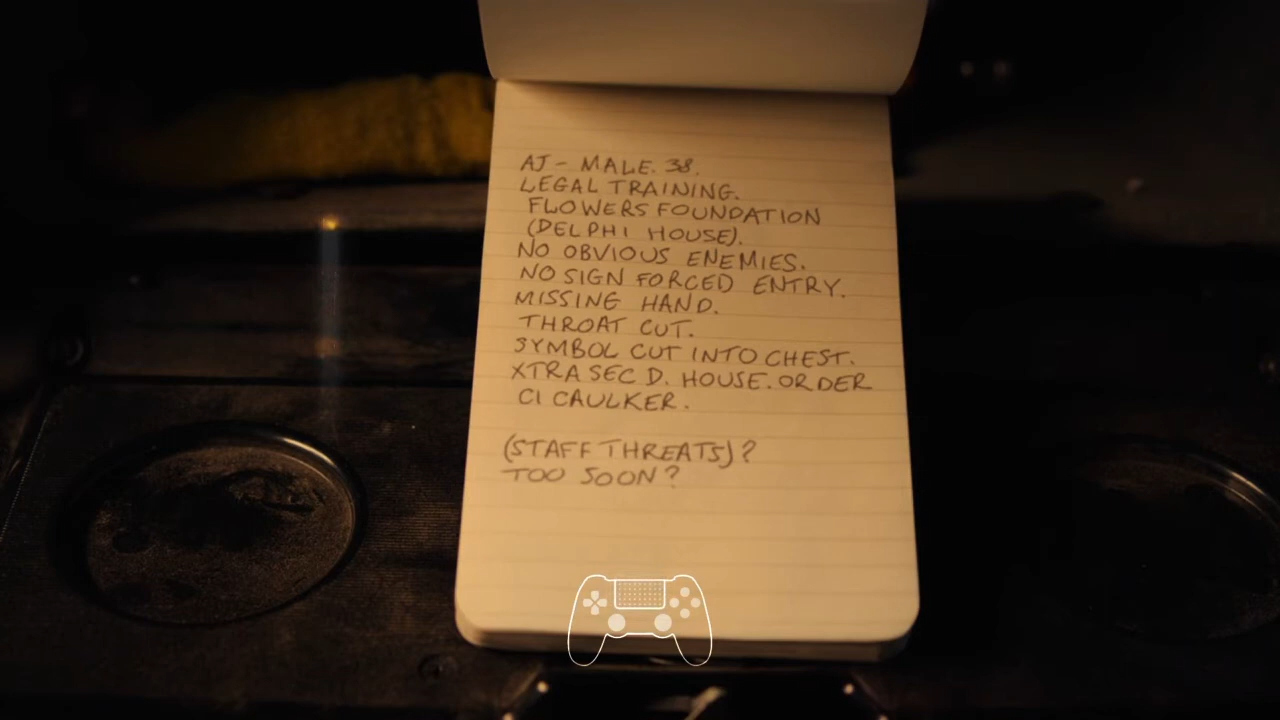 AJ - MALE. 38.
LEGAL TRAINING.
FLOWERS FOUNDATION
(DELPHI HOUSE).
NO OBVIOUS ENEMIES.
NO SIGN FORCED ENTRY.
MISSING HAND.
THROAT CUT.
SYMBOL CUT INTO CHEST.
XTRA SEC D. HOUSE. ORDER
CI CAULKER.
(STAFF THREATS)?
TOO SOON?